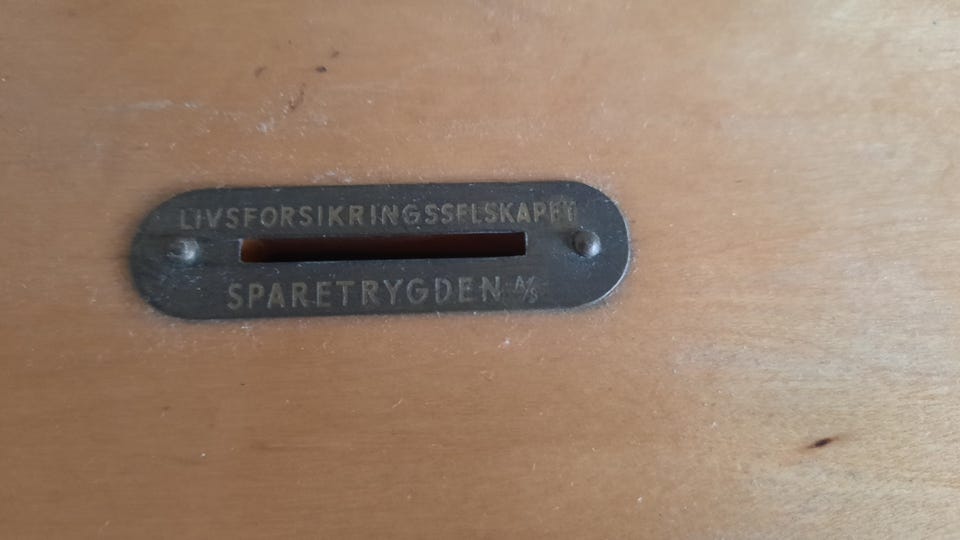 LIVSFORSIKRINGSSELSKAPET
SPARETRYGDEN A/S